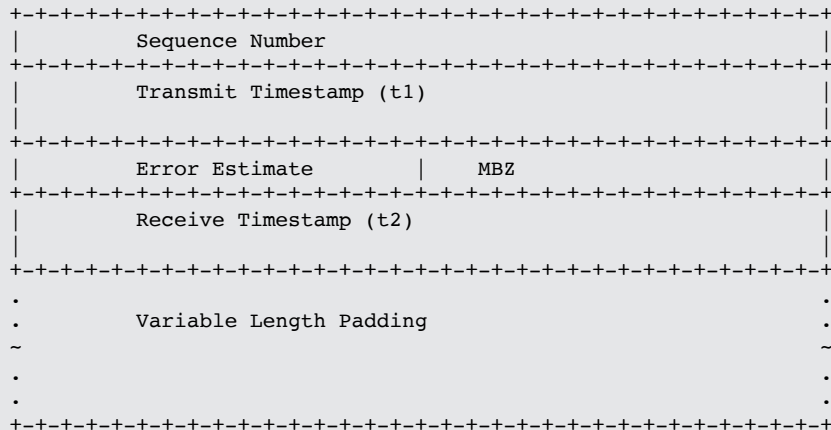 +-+-+-+-+-+-+-+-+-+-+-+-+-+-+-+-+-+-+-+-+-+-+-+-+-+-+-+-+-+-+-+-+
|         Sequence Number                                       |
+-+-+-+-+-+-+-+-+-+-+-+-+-+-+-+-+-+-+-+-+-+-+-+-+-+-+-+-+-+-+-+-+
|         Transmit Timestamp (t1)                               |
|                                                               |
+-+-+-+-+-+-+-+-+-+-+-+-+-+-+-+-+-+-+-+-+-+-+-+-+-+-+-+-+-+-+-+-+
|         Error Estimate        |    MBZ                        |
+-+-+-+-+-+-+-+-+-+-+-+-+-+-+-+-+-+-+-+-+-+-+-+-+-+-+-+-+-+-+-+-+
|         Receive Timestamp (t2)                                |
|                                                               |
+-+-+-+-+-+-+-+-+-+-+-+-+-+-+-+-+-+-+-+-+-+-+-+-+-+-+-+-+-+-+-+-+
.                                                               .
.         Variable Length Padding                               .
~                                                               ~
.                                                               .
.                                                               .
+-+-+-+-+-+-+-+-+-+-+-+-+-+-+-+-+-+-+-+-+-+-+-+-+-+-+-+-+-+-+-+-+